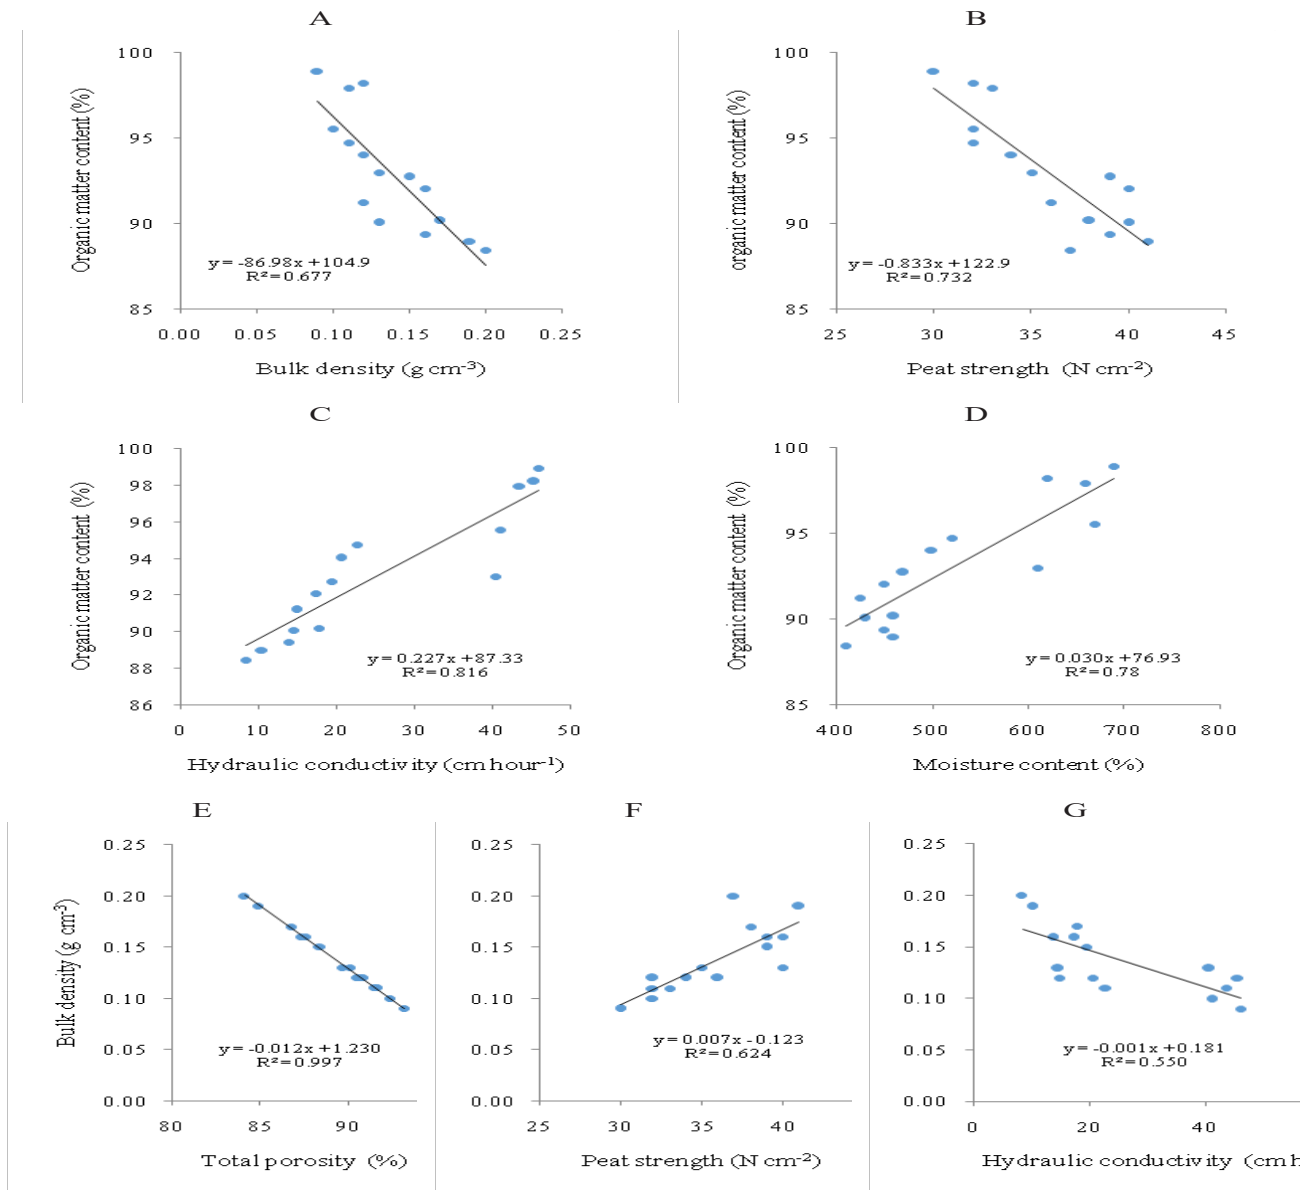 A
100
95
90
85
Organic matter content (%)
y = -86.98x + 104.9
R² = 0.677
0.00 0.05 0.10 0.15 0.20 0.25
Bulk density (g cm-3)
B
100
95
90
85
organic matter content (%)
y = -0.833x + 122.9
R² = 0.732
25 30 35 40 45
Peat strength (N cm-2)
C
100
98
96
94
92
90
88
86
Organic matter content (%)
y = 0.227x + 87.33
R² = 0.816
0 10 20 30 40 50
Hydraulic conductivity (cm hour-1)
D
100
95
90
85
Organic matter content (%)
y = 0.030x + 76.93
R² = 0.78
400 500 600 700 800
Moisture content (%)
E
0.25
0.20
0.15
0.10
0.05
0.00
Bulk density (g cm-3)
y = -0.012x + 1.230
R² = 0.997
80 85 90
Total porosity (%)
F
0.25
0.20
0.15
0.10
0.05
0.00
y = 0.007x - 0.123
R² = 0.624
25 30 35 40
Peat strength (N cm-2)
G
0.25
0.20
0.15
0.10
0.05
0.00
y = -0.001x + 0.181
R² = 0.550
0 20 40
Hydraulic conductivity (cm h